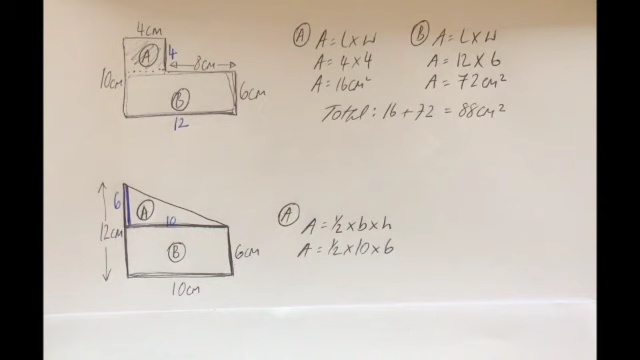 4cm
A
4
8cm
10cm
B
6cm
12
A A = L x W
A = 4 x 4
A = 16cm²
B A = L x W
A = 12 x 6
A = 72cm²
Total: 16 + 72 = 88cm²
6
A
10
12cm
B
6cm
10cm
A A = ½ x b x h
A = ½ x 10 x 6